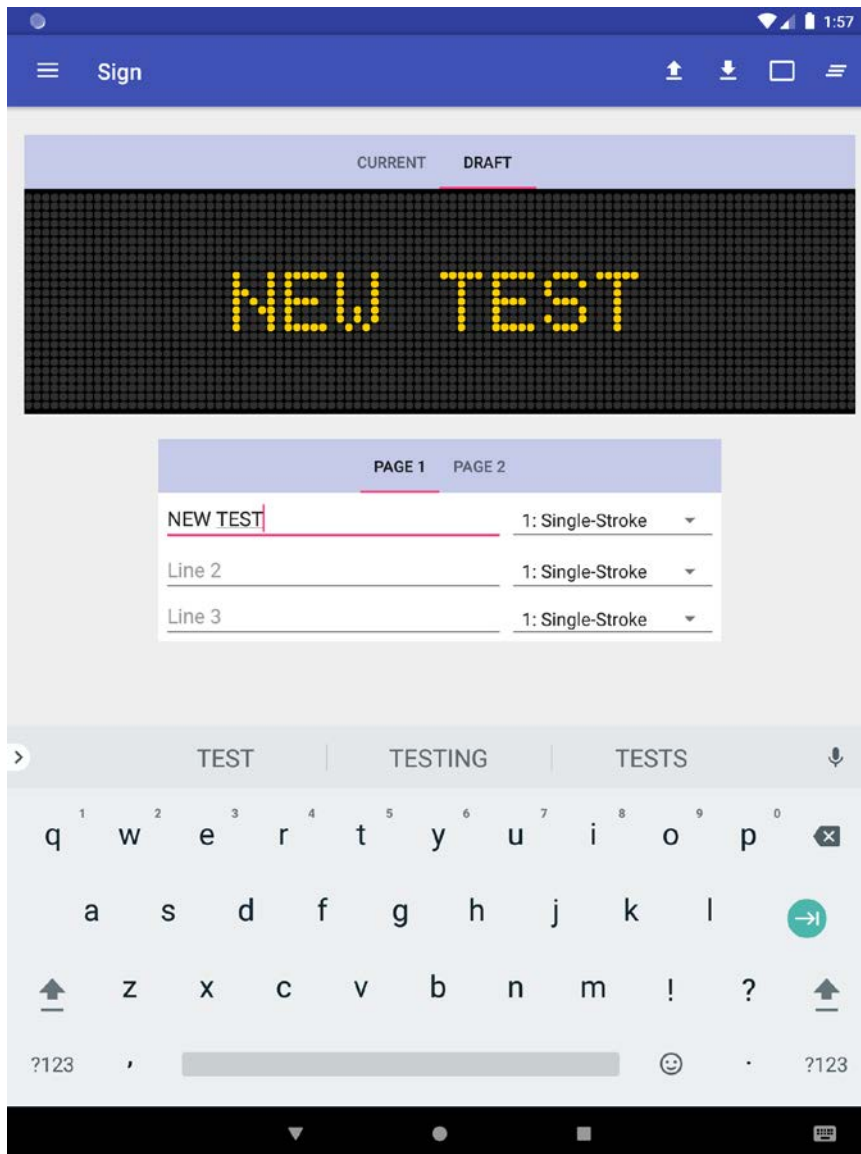 1:57
Sign
CURRENT DRAFT
NEW TEST
PAGE 1 PAGE 2
NEW TEST 1: Single-Stroke
Line 2 1: Single-Stroke
Line 3 1: Single-Stroke
TEST TESTING TESTS
1 2 3 4 5 6 7 8 9 0
q w e r t y u i o p
a s d f g h j k l
z x c v b n m ! ?
?123 , . ?123